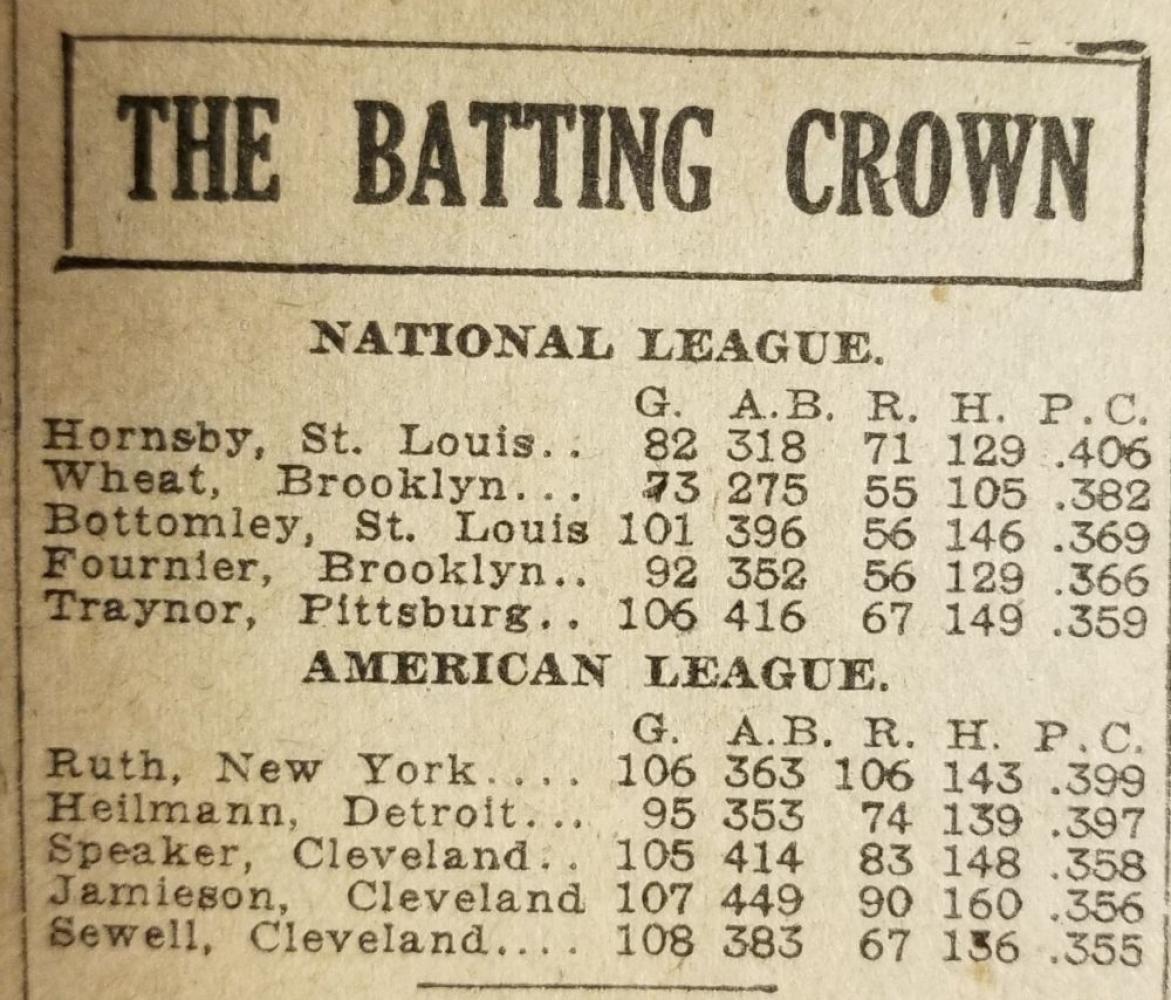 THE BATTING CROWN
NATIONAL LEAGUE.
G. A.B. R. H. P.C.
Hornsby, St. Louis.. 82 318 71 129 .406
Wheat, Brooklyn... 73 275 55 105 .382
Bottomley, St. Louis 101 396 56 146 .369
Fournier, Brooklyn.. 92 352 56 129 .366
Traynor, Pittsburg.. 106 416 67 149 .359
AMERICAN LEAGUE.
G. A.B. R. H. P.C.
Ruth, New York.... 106 363 106 143 .399
Heilmann, Detroit... 95 353 74 139 .397
Speaker, Cleveland.. 105 414 83 148 .358
Jamieson, Cleveland 107 449 90 160 .356
Sewell, Cleveland.... 108 383 67 136 .355